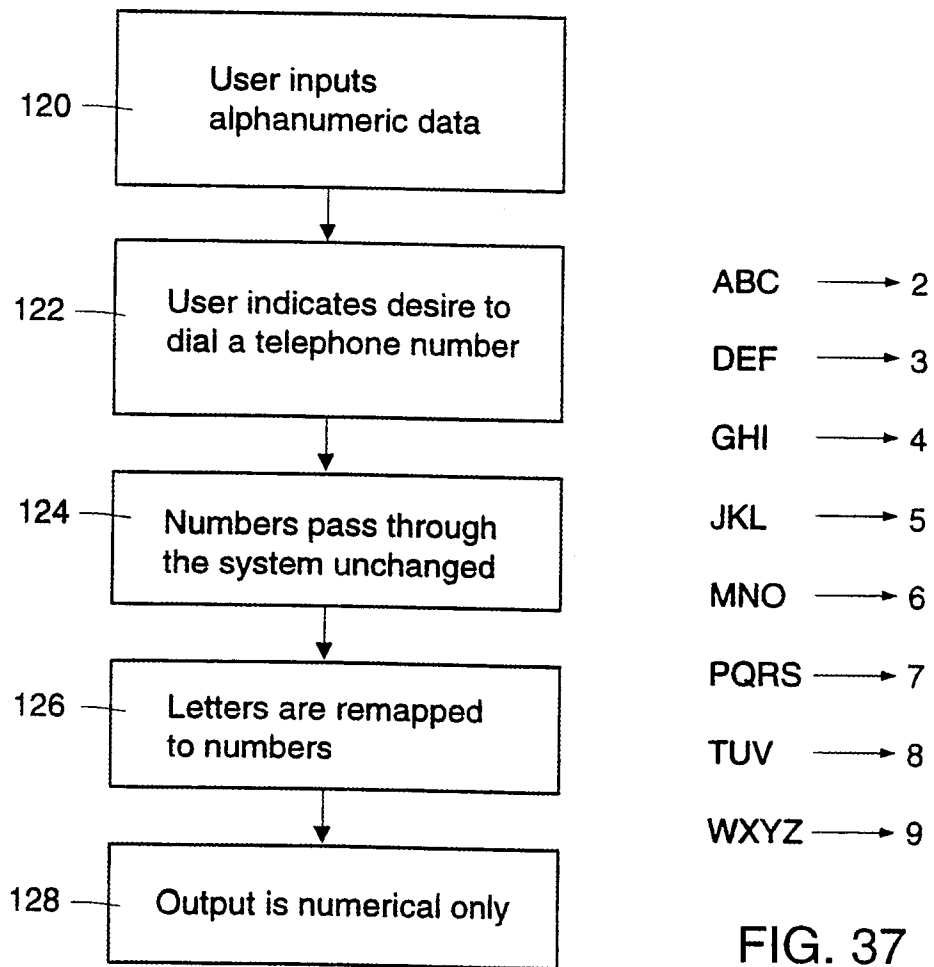 120
User inputs
alphanumeric data
122
User indicates desire to
dial a telephone number
124
Numbers pass through
the system unchanged
126
Letters are remapped
to numbers
128
Output is numerical only
ABC → 2
DEF → 3
GHI → 4
JKL → 5
MNO → 6
PQRS → 7
TUV → 8
WXYZ → 9
FIG. 37